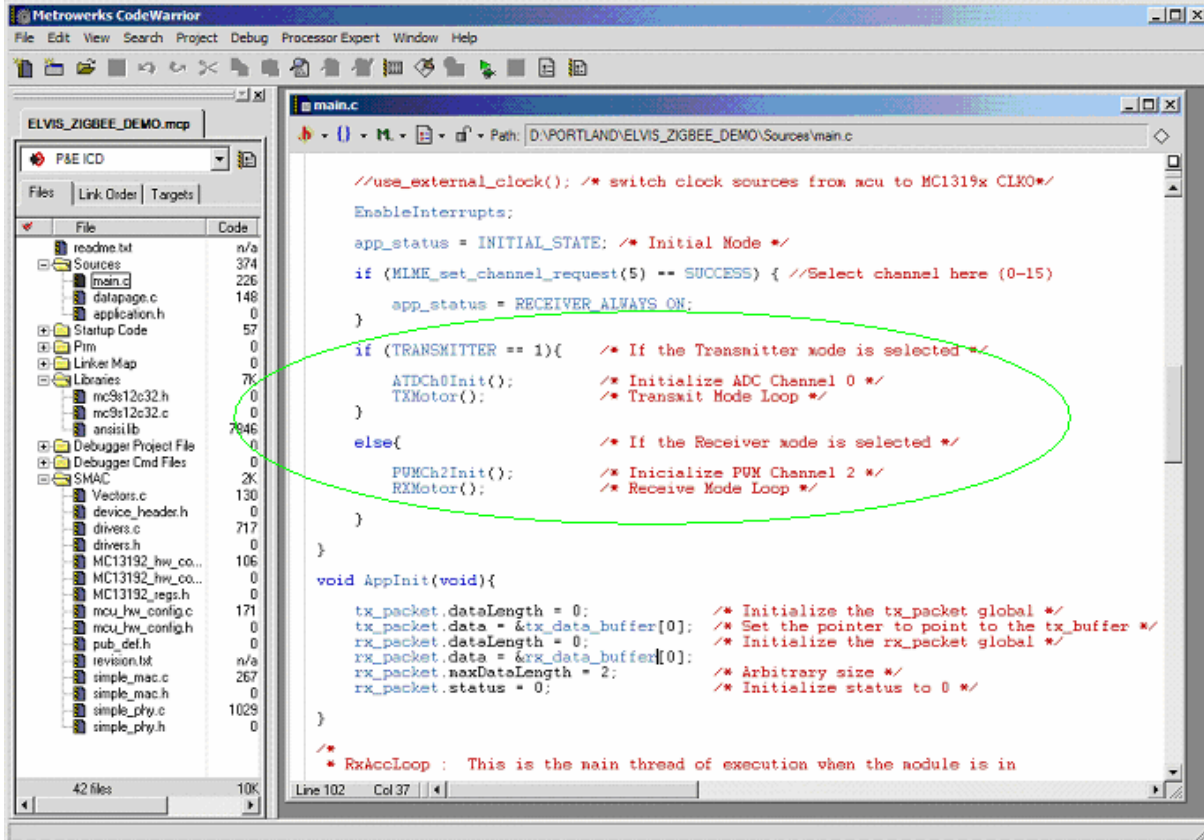 Metrowerks CodeWarrior
File Edit View Search Project Debug Processor Expert Window Help
ELVIS_ZIGBEE_DEMO.mcp
P&E ICD
Files Link Order Targets
File Code
readme.txt n/a
Sources 374
main.c 226
datapage.c 148
application.h 0
Startup Code 57
Prm 0
Linker Map 0
Libraries 7K
mc9s12c32.h 0
mc9s12c32.c 0
ansisi.lib 7946
Debugger Project File 0
Debugger Cmd Files 0
SMAC 2K
Vectors.c 130
device_header.h 0
drivers.c 717
drivers.h 0
MC13192_hw_co... 106
MC13192_hw_co... 0
MC13192_regs.h 0
mcu_hw_config.c 171
mcu_hw_config.h 0
pub_def.h 0
revision.txt n/a
simple_mac.c 267
simple_mac.h 0
simple_phy.c 1029
simple_phy.h 0
42 files 10K
main.c
h {} M. Path: D:\PORTLAND\ELVIS_ZIGBEE_DEMO\Sources\main.c
//use_external_clock(); /* switch clock sources from mcu to MC1319x CLKO*/
EnableInterrupts;
app_status = INITIAL_STATE; /* Initial Mode */
if (MLME_set_channel_request(5) == SUCCESS) { //Select channel here (0-15)
app_status = RECEIVER_ALWAYS_ON;
}
if (TRANSMITTER == 1){ /* If the Transmitter mode is selected */
ATDCh0Init(); /* Initialize ADC Channel 0 */
TXMotor(); /* Transmit Mode Loop */
}
else{ /* If the Receiver mode is selected */
PWMCh2Init(); /* Inicialize PWM Channel 2 */
RXMotor(); /* Receive Mode Loop */
}
}
void AppInit(void){
tx_packet.dataLength = 0; /* Initialize the tx_packet global */
tx_packet.data = &tx_data_buffer[0]; /* Set the pointer to point to the tx_buffer */
rx_packet.dataLength = 0; /* Initialize the rx_packet global */
rx_packet.data = &rx_data_buffer[0];
rx_packet.maxDataLength = 2; /* Arbitrary size */
rx_packet.status = 0; /* Initialize status to 0 */
}
/*
* RxAccLoop : This is the main thread of execution when the module is in
Line 102 Col 37